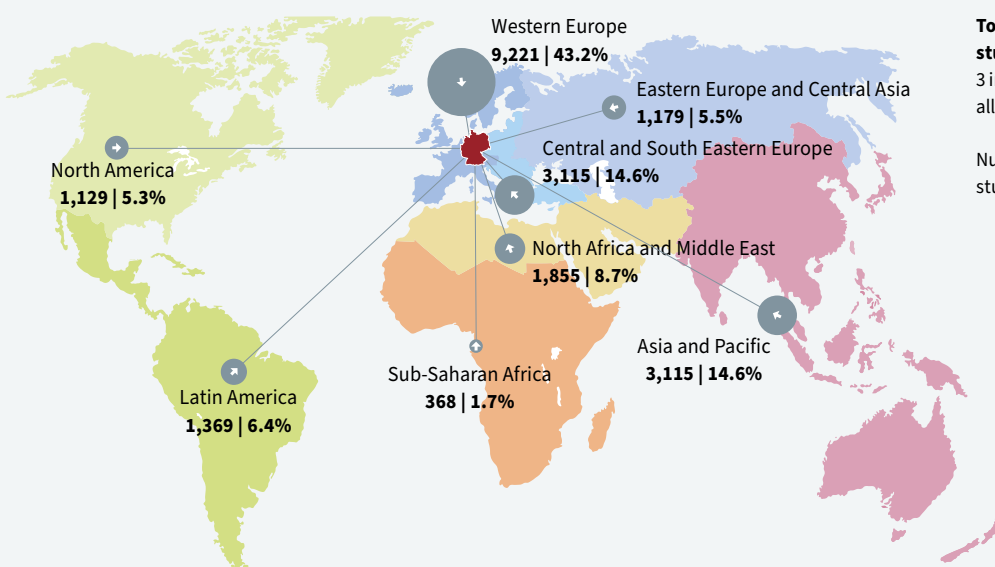 Western Europe
9,221 | 43.2%
Eastern Europe and Central Asia
1,179 | 5.5%
Central and South Eastern Europe
3,115 | 14.6%
North America
1,129 | 5.3%
North Africa and Middle East
1,855 | 8.7%
Asia and Pacific
3,115 | 14.6%
Sub-Saharan Africa
368 | 1.7%
Latin America
1,369 | 6.4%
3